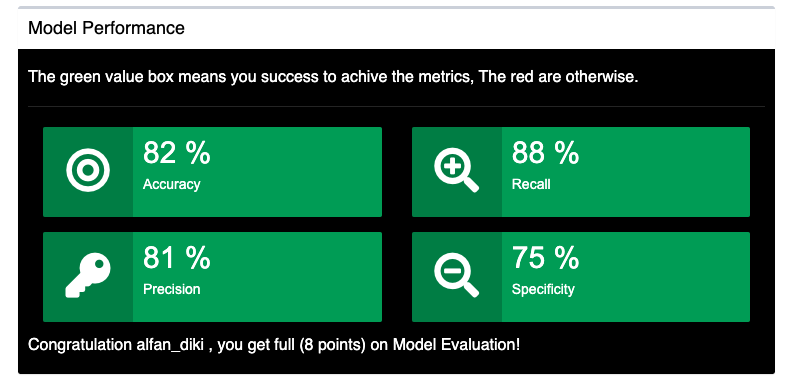 Model Performance
The green value box means you success to achive the metrics, The red are otherwise.
82 %
Accuracy
88 %
Recall
81 %
Precision
75 %
Specificity
Congratulation alfan_diki , you get full (8 points) on Model Evaluation!